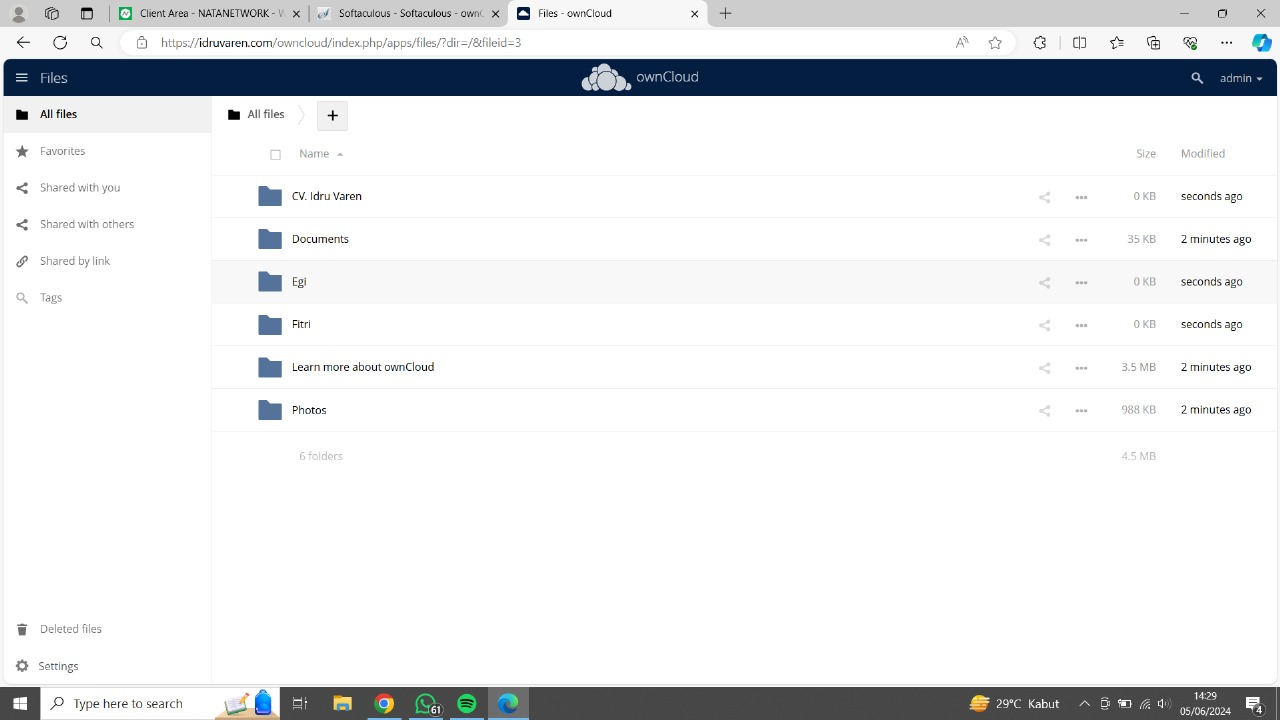 Client Area - NATANETWORK - W
Softaculous - Softaculous - ownC
Files - ownCloud
https://idruvaren.com/owncloud/index.php/apps/files/?dir=/&fileid=3
Files
ownCloud
admin
All files
Favorites
Shared with you
Shared with others
Shared by link
Tags
Deleted files
Settings
All files
+
Name
Size
Modified
CV. Idru Varen
0 KB
seconds ago
Documents
35 KB
2 minutes ago
Egi
0 KB
seconds ago
Fitri
0 KB
seconds ago
Learn more about ownCloud
3.5 MB
2 minutes ago
Photos
988 KB
2 minutes ago
6 folders
4.5 MB
Type here to search
61
29°C Kabut
14:29
05/06/2024
4